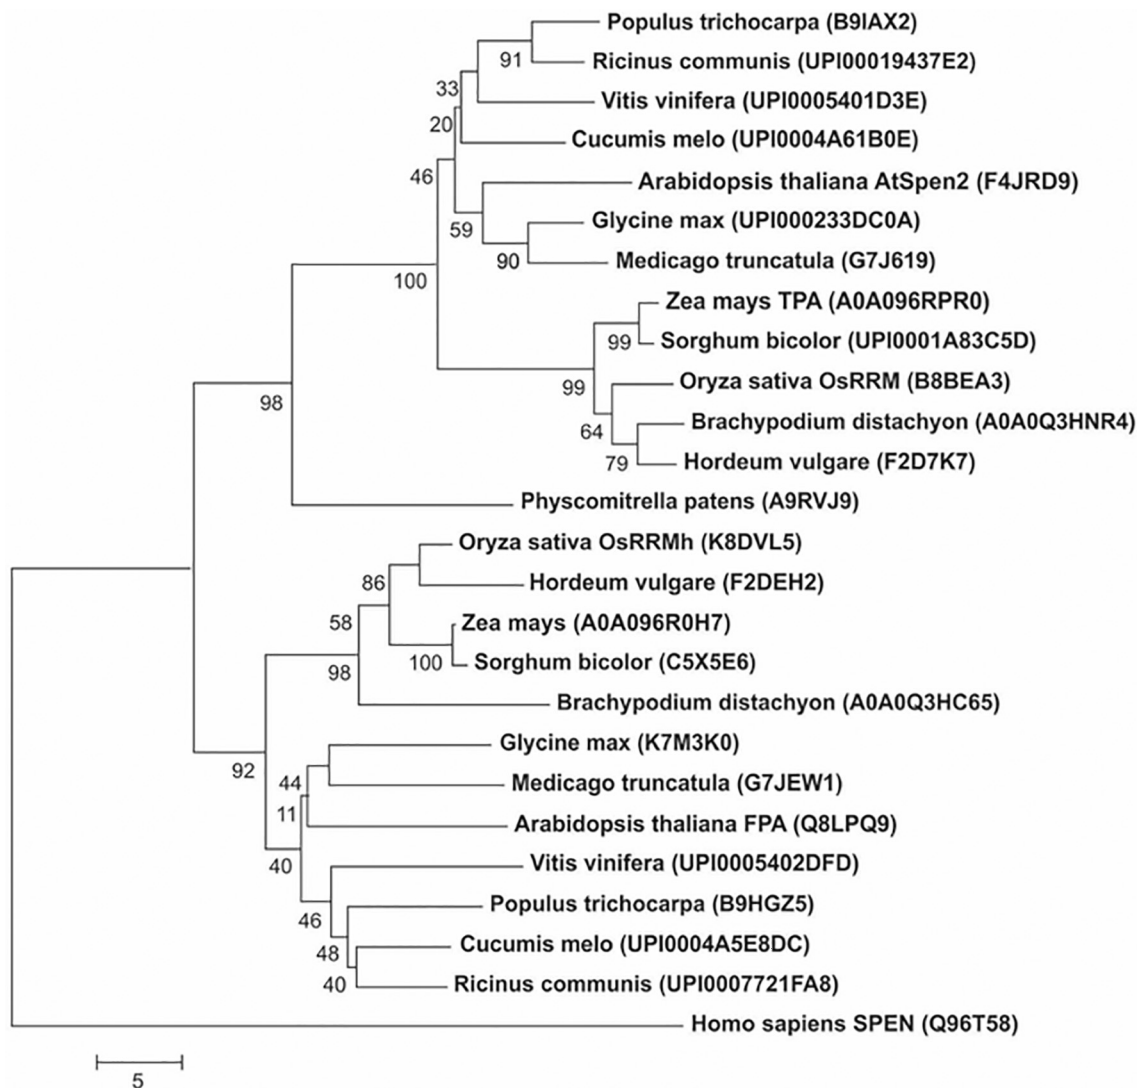 Populus trichocarpa (B9IAX2)
91
Ricinus communis (UPI00019437E2)
33
Vitis vinifera (UPI0005401D3E)
20
Cucumis melo (UPI0004A61B0E)
46
Arabidopsis thaliana AtSpen2 (F4JRD9)
Glycine max (UPI000233DC0A)
59
90
Medicago truncatula (G7J619)
100
Zea mays TPA (A0A096RPR0)
99
Sorghum bicolor (UPI0001A83C5D)
99
Oryza sativa OsRRM (B8BEA3)
98
Brachypodium distachyon (A0A0Q3HNR4)
64
79
Hordeum vulgare (F2D7K7)
Physcomitrella patens (A9RVJ9)
Oryza sativa OsRRMh (K8DVL5)
86
Hordeum vulgare (F2DEH2)
58
Zea mays (A0A096R0H7)
100
Sorghum bicolor (C5X5E6)
98
Brachypodium distachyon (A0A0Q3HC65)
Glycine max (K7M3K0)
92
44
Medicago truncatula (G7JEW1)
11
Arabidopsis thaliana FPA (Q8LPQ9)
40
Vitis vinifera (UPI0005402DFD)
46
Populus trichocarpa (B9HGZ5)
48
Cucumis melo (UPI0004A5E8DC)
40
Ricinus communis (UPI0007721FA8)
Homo sapiens SPEN (Q96T58)
5